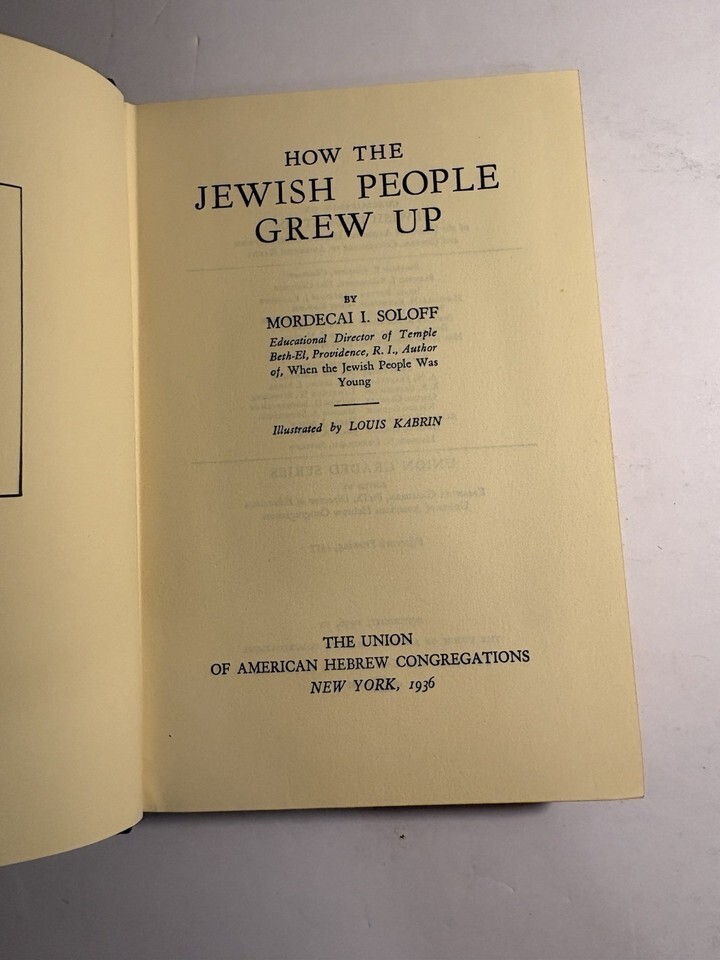 HOW THE
JEWISH PEOPLE
GREW UP
BY
MORDECAI I. SOLOFF
Educational Director of Temple
Beth-El, Providence, R. I., Author
of, When the Jewish People Was
Young
Illustrated by LOUIS KABRIN
THE UNION
OF AMERICAN HEBREW CONGREGATIONS
NEW YORK, 1936